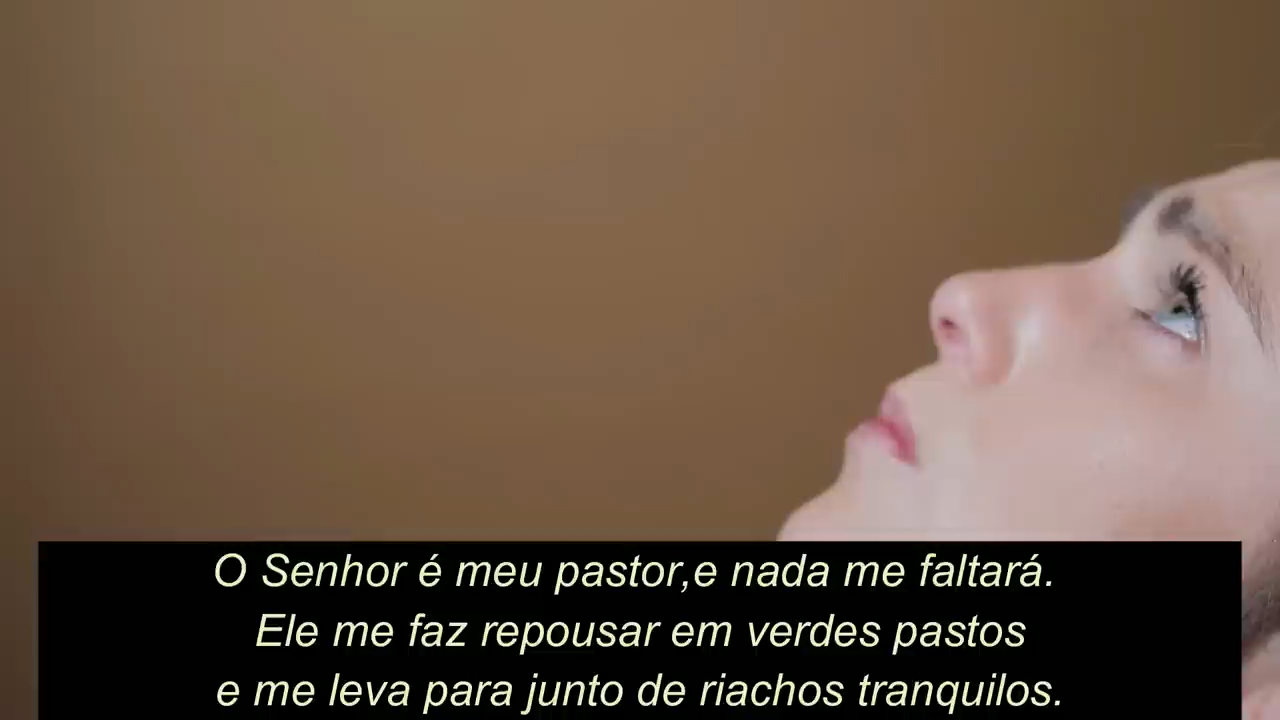 O Senhor é meu pastor,e nada me faltará.
Ele me faz repousar em verdes pastos
e me leva para junto de riachos tranquilos.